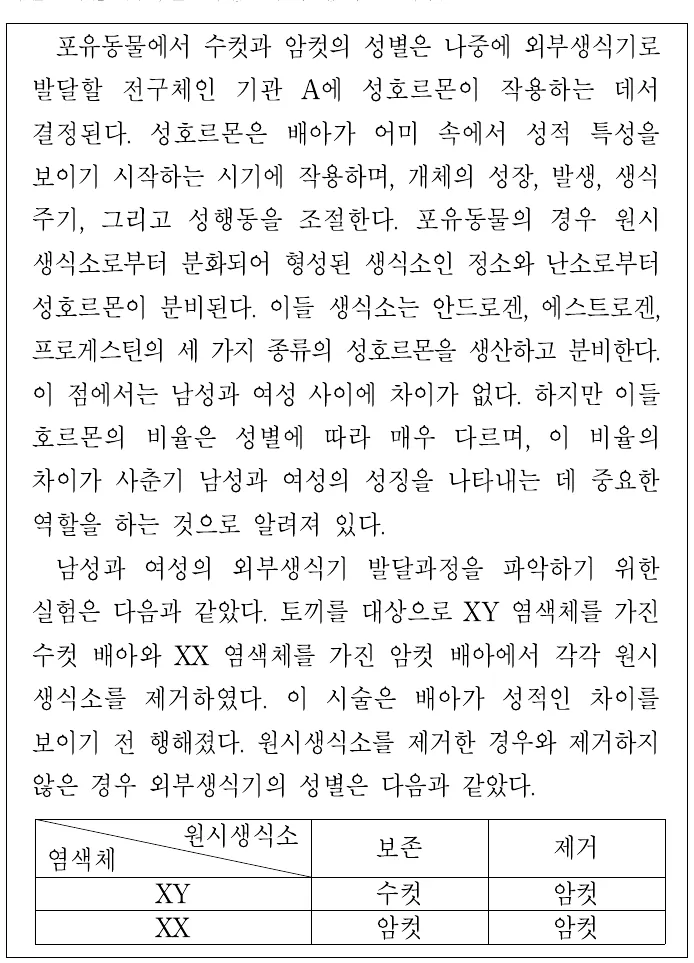 포유동물에서 수컷과 암컷의 성별은 나중에 외부생식기로
발달할 전구체인 기관 A에 성호르몬이 작용하는 데서
결정된다. 성호르몬은 배아가 어미 속에서 성적 특성을
보이기 시작하는 시기에 작용하며, 개체의 성장, 발생, 생식
주기, 그리고 성행동을 조절한다. 포유동물의 경우 원시
생식소로부터 분화되어 형성된 생식소인 정소와 난소로부터
성호르몬이 분비된다. 이들 생식소는 안드로겐, 에스트로겐,
프로게스틴의 세 가지 종류의 성호르몬을 생산하고 분비한다.
이 점에서는 남성과 여성 사이에 차이가 없다. 하지만 이들
호르몬의 비율은 성별에 따라 매우 다르며, 이 비율의
차이가 사춘기 남성과 여성의 성징을 나타내는 데 중요한
역할을 하는 것으로 알려져 있다.
남성과 여성의 외부생식기 발달과정을 파악하기 위한
실험은 다음과 같았다. 토끼를 대상으로 XY 염색체를 가진
수컷 배아와 XX 염색체를 가진 암컷 배아에서 각각 원시
생식소를 제거하였다. 이 시술은 배아가 성적인 차이를
보이기 전 행해졌다. 원시생식소를 제거한 경우와 제거하지
않은 경우 외부생식기의 성별은 다음과 같았다.
원시생식소
염색체 보존 제거
XY 수컷 암컷
XX 암컷 암컷